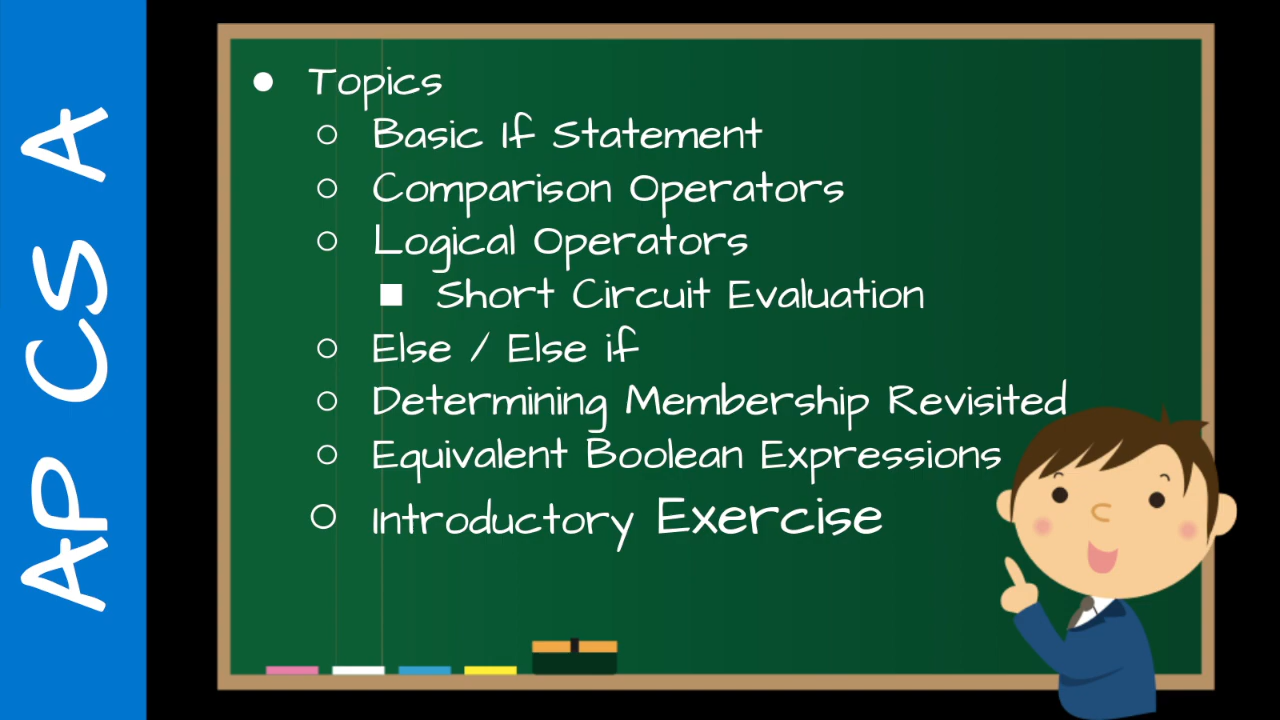 AP CS A
Topics
Basic If Statement
Comparison Operators
Logical Operators
Short Circuit Evaluation
Else / Else if
Determining Membership Revisited
Equivalent Boolean Expressions
Introductory Exercise